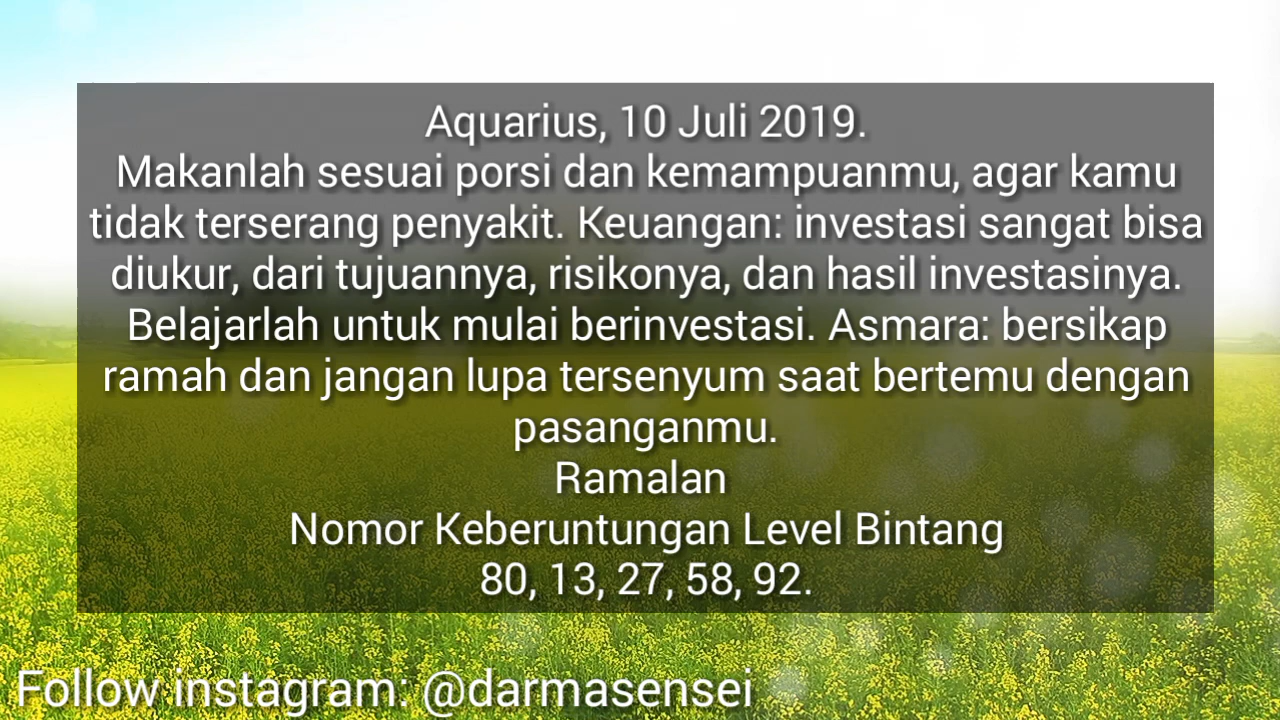 Aquarius, 10 Juli 2019.
Makanlah sesuai porsi dan kemampuanmu, agar kamu
tidak terserang penyakit. Keuangan: investasi sangat bisa
diukur, dari tujuannya, risikonya, dan hasil investasinya.
Belajarlah untuk mulai berinvestasi. Asmara: bersikap
ramah dan jangan lupa tersenyum saat bertemu dengan
pasanganmu.
Ramalan
Nomor Keberuntungan Level Bintang
80, 13, 27, 58, 92.
Follow instagram: @darmasensei